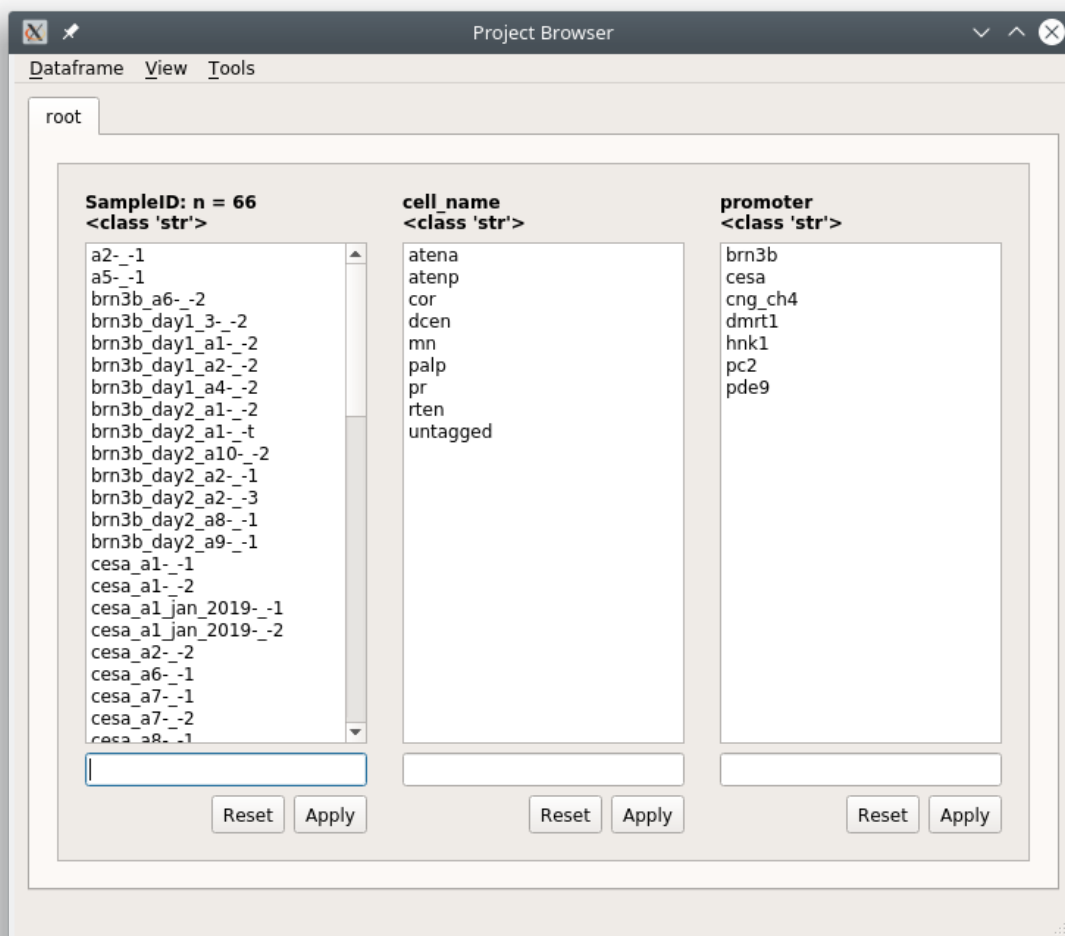 Project Browser
Dataframe View Tools
root
SampleID: n = 66
<class 'str'>
a2-_-1
a5-_-1
brn3b_a6-_-2
brn3b_day1_3-_-2
brn3b_day1_a1-_-2
brn3b_day1_a2-_-2
brn3b_day1_a4-_-2
brn3b_day2_a1-_-2
brn3b_day2_a1-_-t
brn3b_day2_a10-_-2
brn3b_day2_a2-_-1
brn3b_day2_a2-_-3
brn3b_day2_a8-_-1
brn3b_day2_a9-_-1
cesa_a1-_-1
cesa_a1-_-2
cesa_a1_jan_2019-_-1
cesa_a1_jan_2019-_-2
cesa_a2-_-2
cesa_a6-_-1
cesa_a7-_-1
cesa_a7-_-2
cesa_a8-_-1
Reset Apply
cell_name
<class 'str'>
atena
atenp
cor
dcen
mn
palp
pr
rten
untagged
Reset Apply
promoter
<class 'str'>
brn3b
cesa
cng_ch4
dmrt1
hnk1
pc2
pde9
Reset Apply